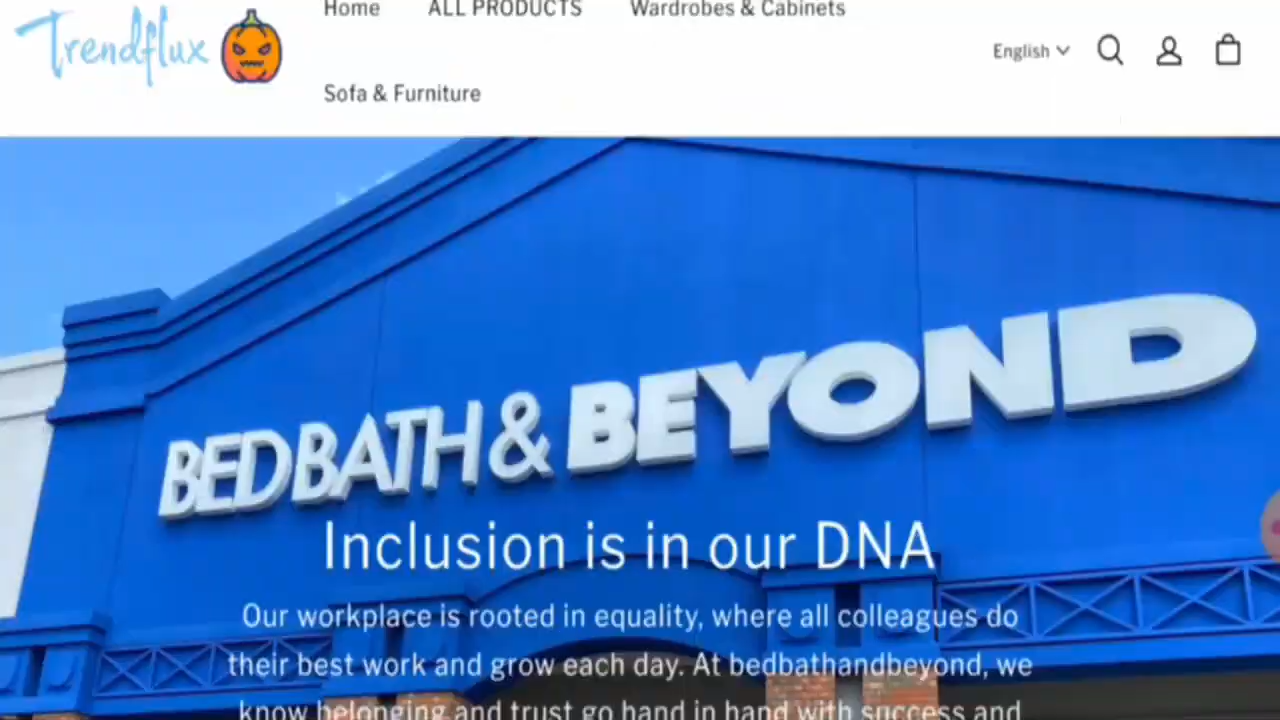 Trendflux
Home ALL PRODUCTS Wardrobes & Cabinets
English
Sofa & Furniture
BED BATH & BEYOND
Inclusion is in our DNA
Our workplace is rooted in equality, where all colleagues do
their best work and grow each day. At bedbathandbeyond, we
know belonging and trust go hand in hand with success and